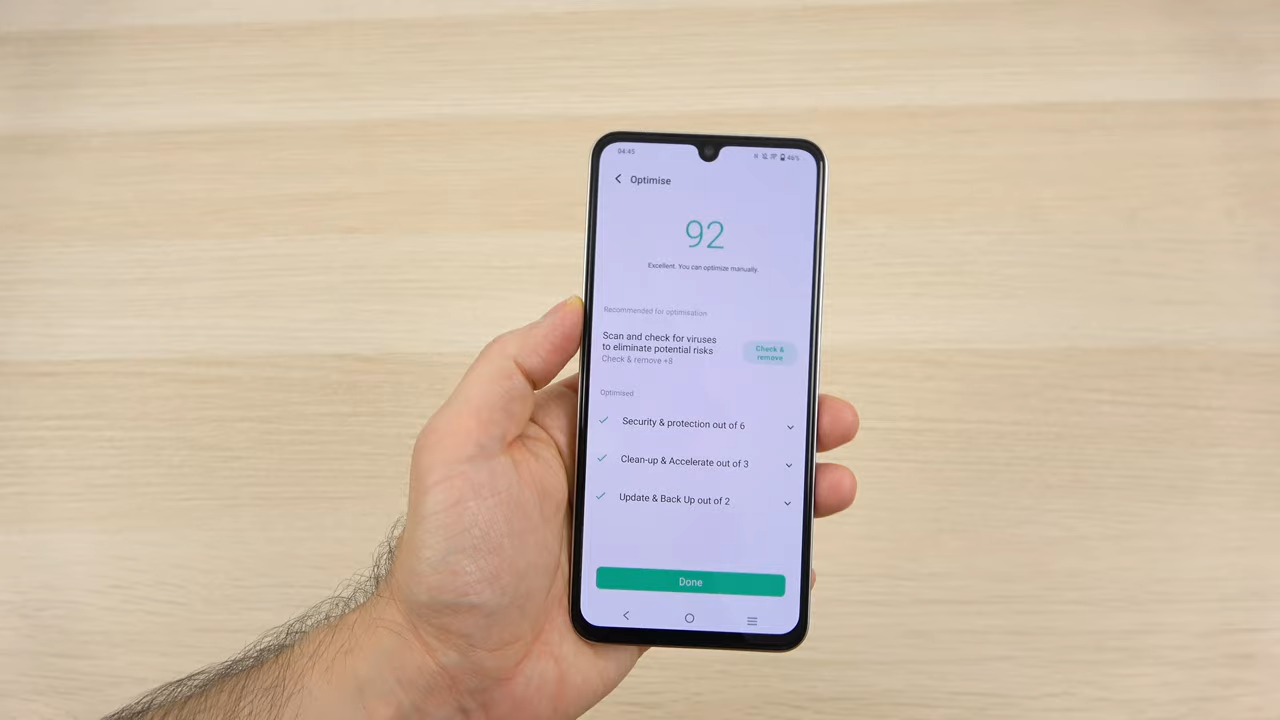 04:45
Optimise
92
Excellent. You can optimize manually.
Recommended for optimisation
Scan and check for viruses
to eliminate potential risks
Check & remove +8
Check &
remove
Optimised
Security & protection out of 6
Clean-up & Accelerate out of 3
Update & Back Up out of 2
Done